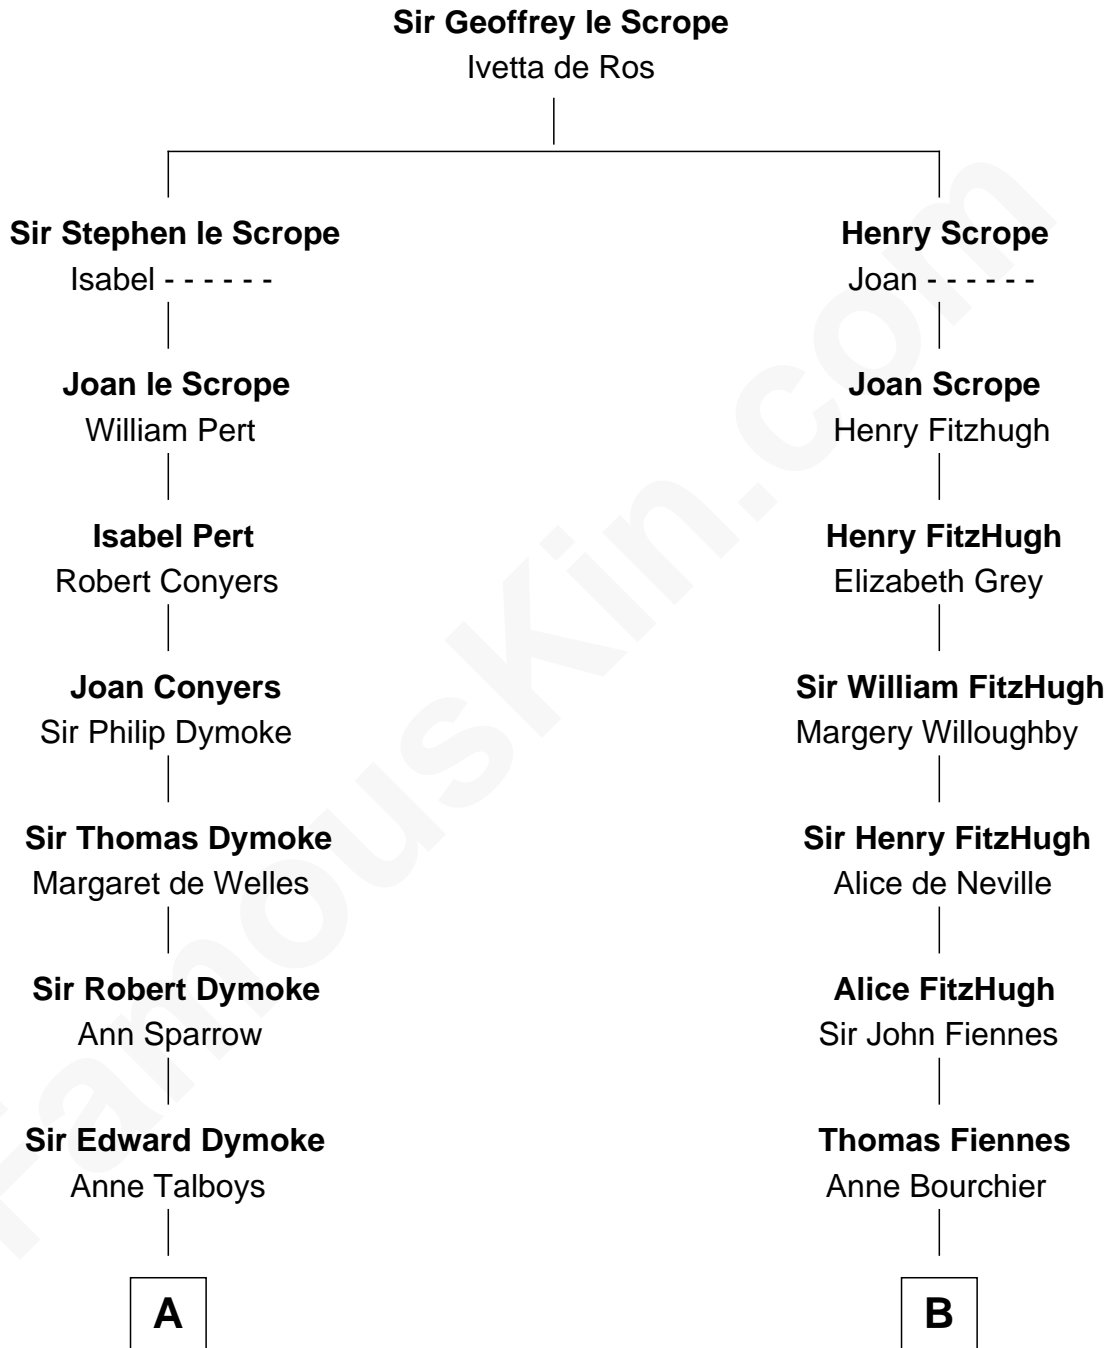 Sir Geoffrey le Scrope
Ivetta de Ros
Sir Stephen le Scrope
Isabel - - - - - -
Henry Scrope
Joan - - - - - -
Joan le Scrope
William Pert
Joan Scrope
Henry Fitzhugh
Isabel Pert
Robert Conyers
Henry FitzHugh
Elizabeth Grey
Joan Conyers
Sir Philip Dymoke
Sir William FitzHugh
Margery Willoughby
Sir Thomas Dymoke
Margaret de Welles
Sir Henry FitzHugh
Alice de Neville
Sir Robert Dymoke
Ann Sparrow
Alice FitzHugh
Sir John Fiennes
Sir Edward Dymoke
Anne Talboys
Thomas Fiennes
Anne Bourchier
A
B
FamousKin.com